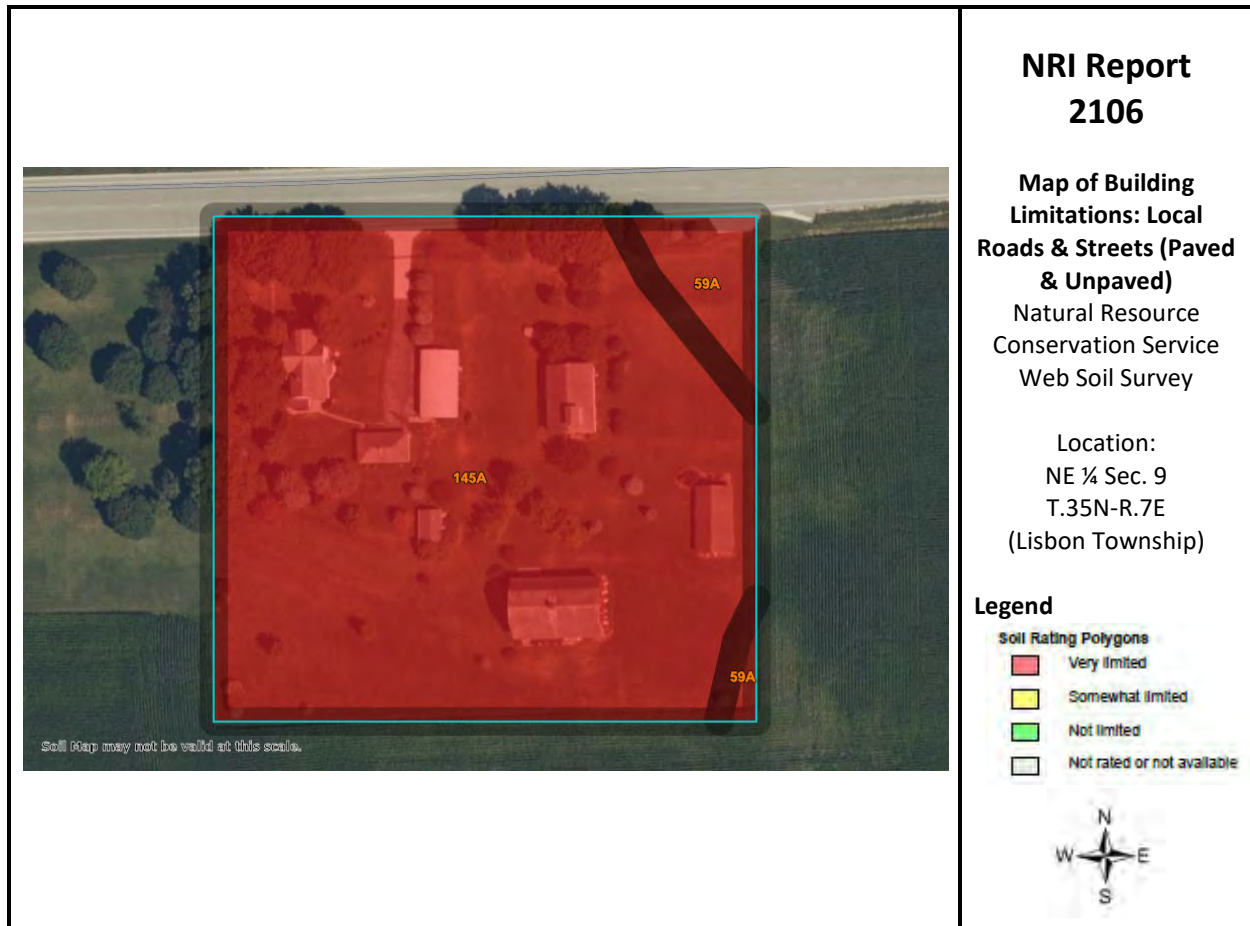 NRI Report
2106
Map of Building
Limitations: Local
Roads & Streets (Paved
& Unpaved)
Natural Resource
Conservation Service
Web Soil Survey
Location:
NE ¼ Sec. 9
T.35N-R.7E
(Lisbon Township)
Legend
Soil Rating Polygons
Very limited
Somewhat limited
Not limited
Not rated or not available
N
W E
S
59A
145A
59A
Soil Map may not be valid at this scale.